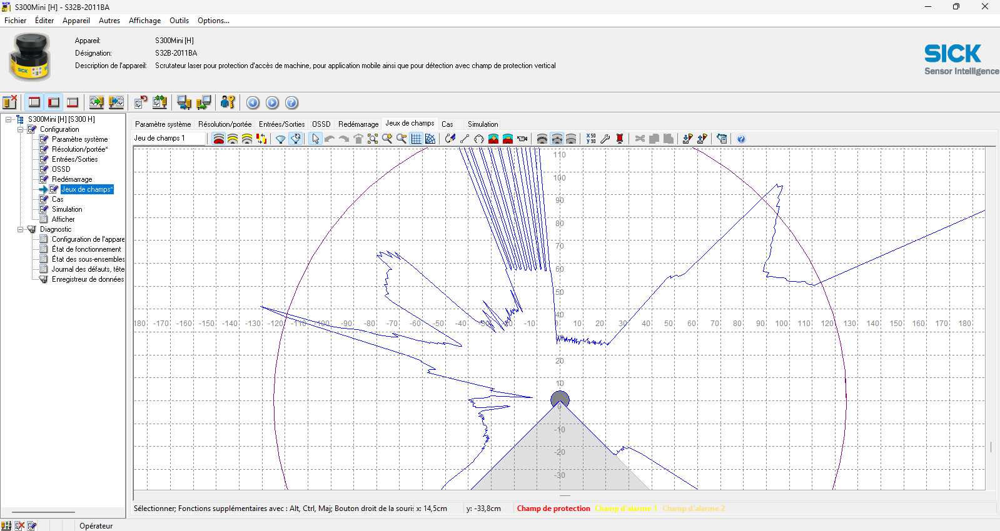 S300Mini [H] - S32B-2011BA
Fichier Éditer Appareil Autres Affichage Outils Options...
Appareil: S300Mini [H]
Désignation: S32B-2011BA
Description de l'appareil: Scrutateur laser pour protection d'accès de machine, pour application mobile ainsi que pour détection avec champ de protection vertical
SICK
Sensor Intelligence
S300Mini [H] [S300 H]
Configuration
Paramètre système
Résolution/portée*
Entrées/Sorties
OSSD
Redémarrage
Jeux de champs*
Cas
Simulation
Afficher
Diagnostic
Configuration de l'appare
État de fonctionnement
État des sous-ensembles
Journal des défauts, tête
Enregistreur de données
Paramètre système Résolution/portée Entrées/Sorties OSSD Redémarrage Jeux de champs Cas Simulation
Jeu de champs 1
X 50
y 30
110
100
90
80
70
60
50
40
180 -170 -160 -150 -140 -130 -120 -110 -100 -90 -80 -70 -60 -50 -40 -30 -20 -10 0 10 20 30 40 50 60 70 80 90 100 110 120 130 140 150 160 170 180
30
20
10
0
-10
-20
-30
Sélectionner; Fonctions supplémentaires avec : Alt, Ctrl, Maj; Bouton droit de la souris x: 14,5cm y: -33,8cm Champ de protection Champ d'alarme 1 Champ d'alarme 2
Opérateur